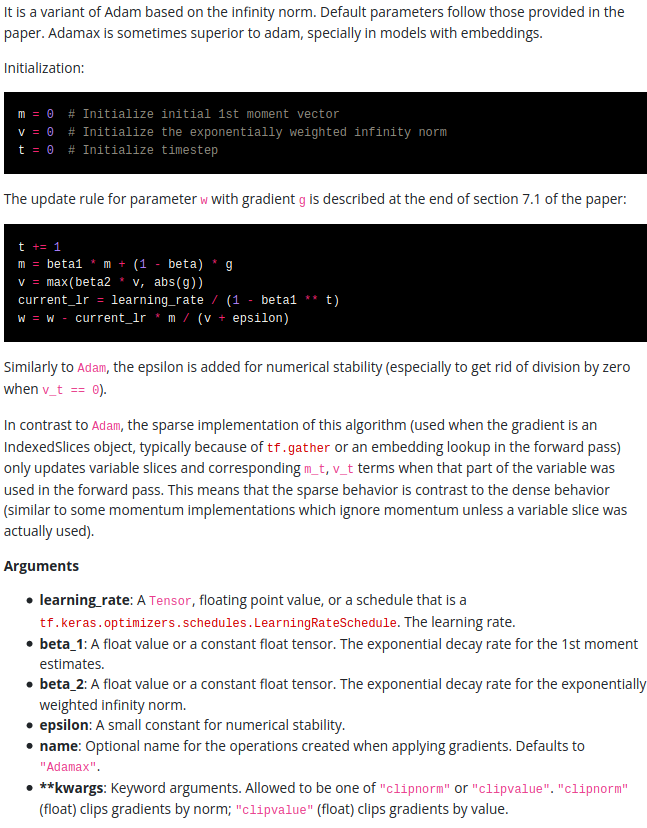 It is a variant of Adam based on the infinity norm. Default parameters follow those provided in the
paper. Adamax is sometimes superior to adam, specially in models with embeddings.
Initialization:
m = 0  # Initialize initial 1st moment vector
v = 0  # Initialize the exponentially weighted infinity norm
t = 0  # Initialize timestep
The update rule for parameter w with gradient g is described at the end of section 7.1 of the paper:
t += 1
m = beta1 * m + (1 - beta) * g
v = max(beta2 * v, abs(g))
current_lr = learning_rate / (1 - beta1 ** t)
w = w - current_lr * m / (v + epsilon)
Similarly to Adam, the epsilon is added for numerical stability (especially to get rid of division by zero
when v_t == 0).
In contrast to Adam, the sparse implementation of this algorithm (used when the gradient is an
IndexedSlices object, typically because of tf.gather or an embedding lookup in the forward pass)
only updates variable slices and corresponding m_t, v_t terms when that part of the variable was
used in the forward pass. This means that the sparse behavior is contrast to the dense behavior
(similar to some momentum implementations which ignore momentum unless a variable slice was
actually used).
Arguments
• learning_rate: A Tensor, floating point value, or a schedule that is a
tf.keras.optimizers.schedules.LearningRateSchedule. The learning rate.
• beta_1: A float value or a constant float tensor. The exponential decay rate for the 1st moment
estimates.
• beta_2: A float value or a constant float tensor. The exponential decay rate for the exponentially
weighted infinity norm.
• epsilon: A small constant for numerical stability.
• name: Optional name for the operations created when applying gradients. Defaults to
"Adamax".
• **kwargs: Keyword arguments. Allowed to be one of "clipnorm" or "clipvalue". "clipnorm"
(float) clips gradients by norm; "clipvalue" (float) clips gradients by value.